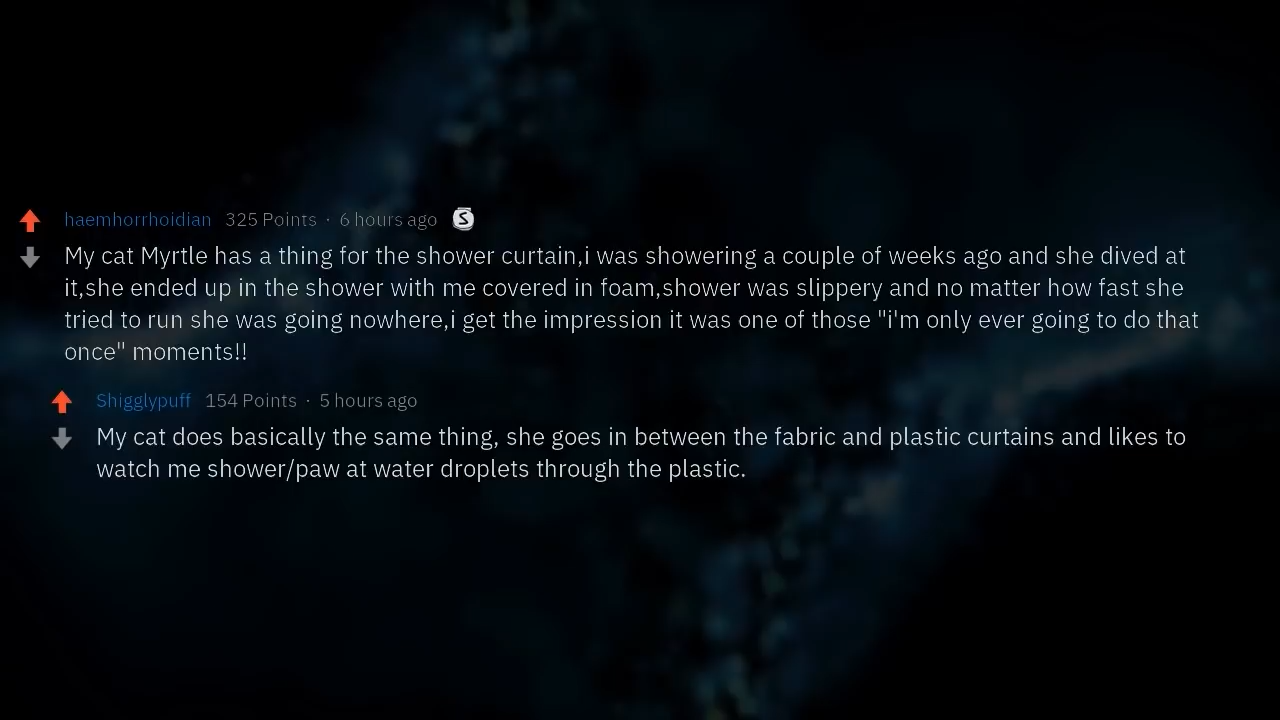 haemhorrhoidian 325 Points · 6 hours ago S
My cat Myrtle has a thing for the shower curtain,i was showering a couple of weeks ago and she dived at
it,she ended up in the shower with me covered in foam,shower was slippery and no matter how fast she
tried to run she was going nowhere,i get the impression it was one of those "i'm only ever going to do that
once" moments!!
Shigglypuff 154 Points · 5 hours ago
My cat does basically the same thing, she goes in between the fabric and plastic curtains and likes to
watch me shower/paw at water droplets through the plastic.